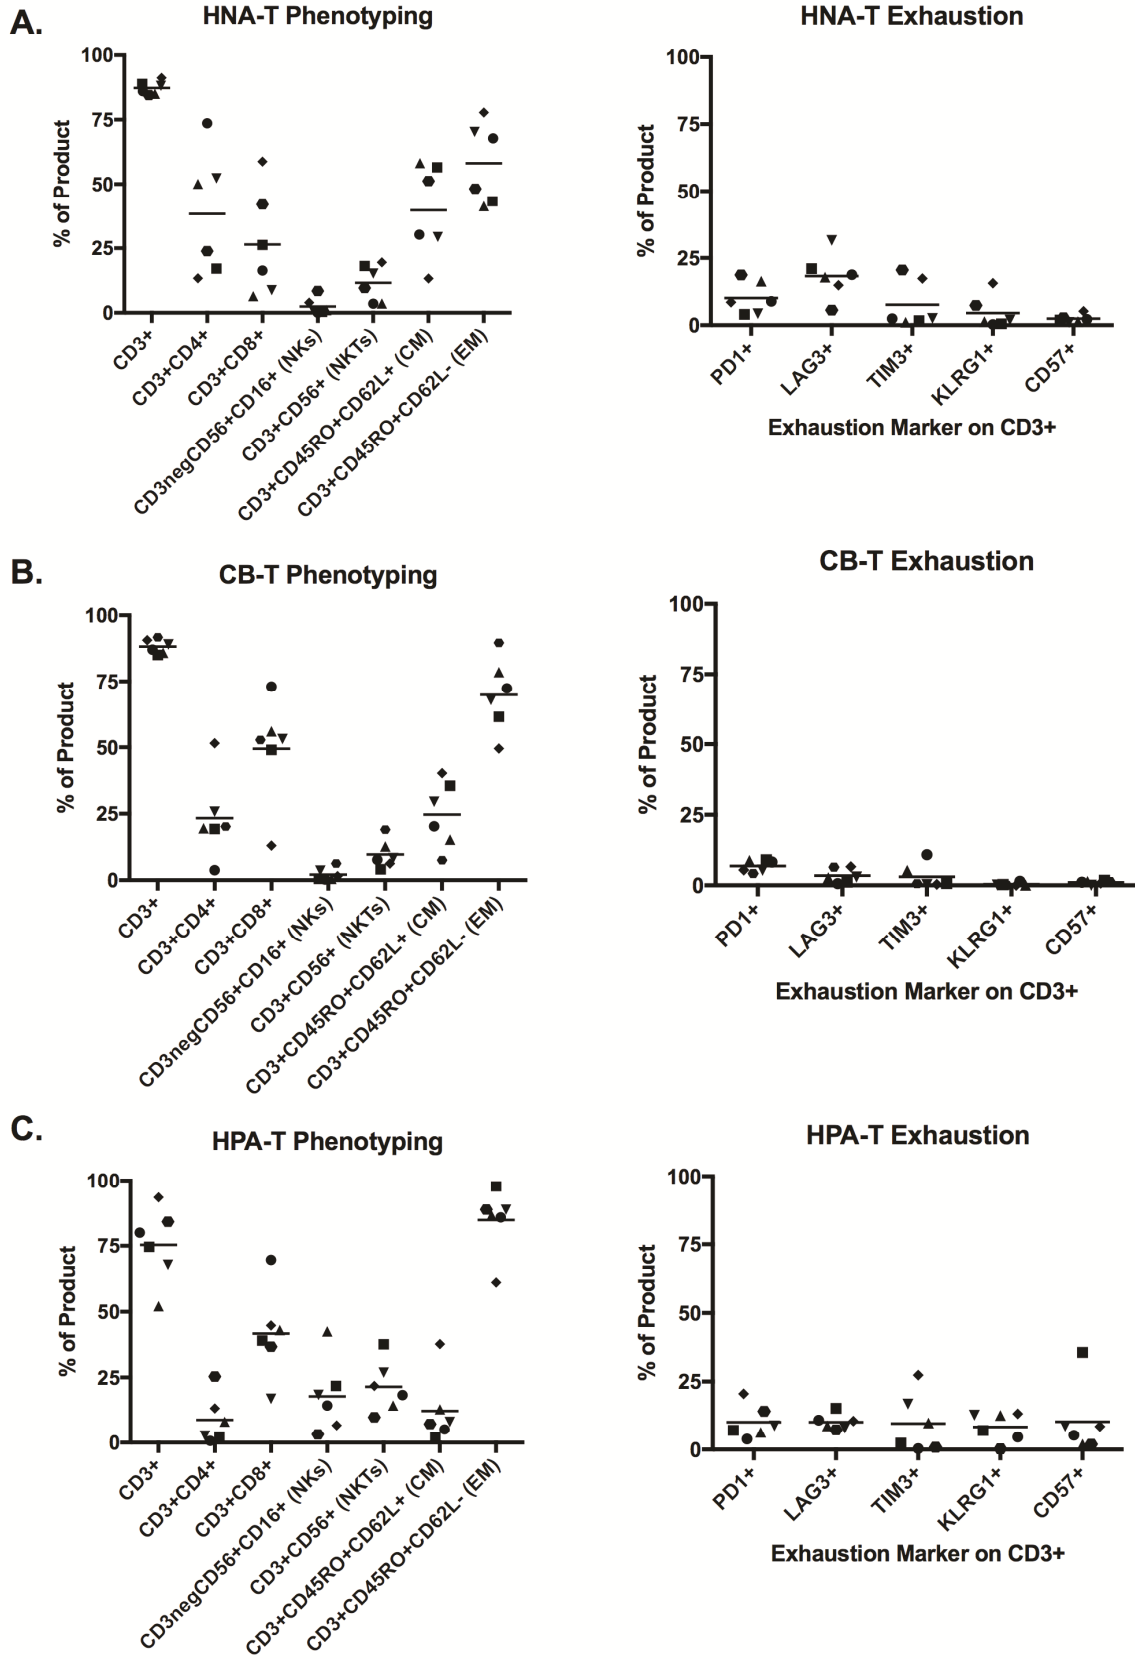 A.
HNA-T Phenotyping
% of Product
100
75
50
25
0
CD3+
CD3+CD4+
CD3+CD8+
CD3negCD56+CD16+ (NKs)
CD3+CD56+ (NKTs)
CD3+CD45RO+CD62L+ (CM)
CD3+CD45RO+CD62L- (EM)
HNA-T Exhaustion
% of Product
100
75
50
25
0
PD1+
LAG3+
TIM3+
KLRG1+
CD57+
Exhaustion Marker on CD3+
B.
CB-T Phenotyping
% of Product
100
75
50
25
0
CD3+
CD3+CD4+
CD3+CD8+
CD3negCD56+CD16+ (NKs)
CD3+CD56+ (NKTs)
CD3+CD45RO+CD62L+ (CM)
CD3+CD45RO+CD62L- (EM)
CB-T Exhaustion
% of Product
100
75
50
25
0
PD1+
LAG3+
TIM3+
KLRG1+
CD57+
Exhaustion Marker on CD3+
C.
HPA-T Phenotyping
% of Product
100
75
50
25
0
CD3+
CD3+CD4+
CD3+CD8+
CD3negCD56+CD16+ (NKs)
CD3+CD56+ (NKTs)
CD3+CD45RO+CD62L+ (CM)
CD3+CD45RO+CD62L- (EM)
HPA-T Exhaustion
% of Product
100
75
50
25
0
PD1+
LAG3+
TIM3+
KLRG1+
CD57+
Exhaustion Marker on CD3+